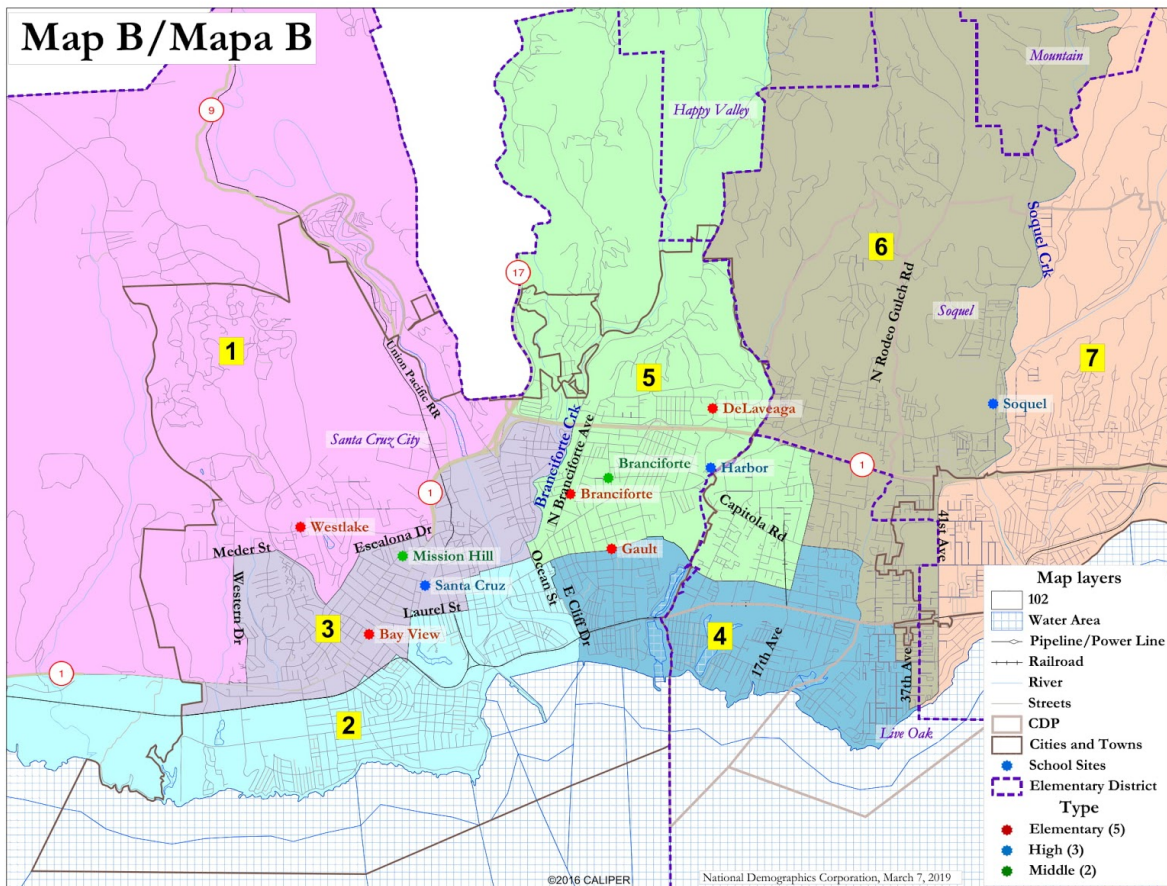 Map B/Mapa B
Mountain
9
Happy Valley
Soquel Crk
6
17
N Rodeo Gulch Rd
Soquel
1
Union Pacific RR
5
7
DeLaveaga
Soquel
Santa Cruz City
Branciforte Crk
N Branciforte Ave
Branciforte
Harbor
1
1
Branciforte
Capitola Rd
41st Ave
Westlake
Escalona Dr
Meder St
Mission Hill
Gault
Western Dr
Santa Cruz
Ocean St
E Cliff Dr
Laurel St
3
Bay View
4
17th Ave
37th Ave
1
2
Live Oak
Map layers
102
Water Area
Pipeline/Power Line
Railroad
River
Streets
CDP
Cities and Towns
School Sites
Elementary District
Type
Elementary (5)
High (3)
Middle (2)
©2016 CALIPER
National Demographics Corporation, March 7, 2019